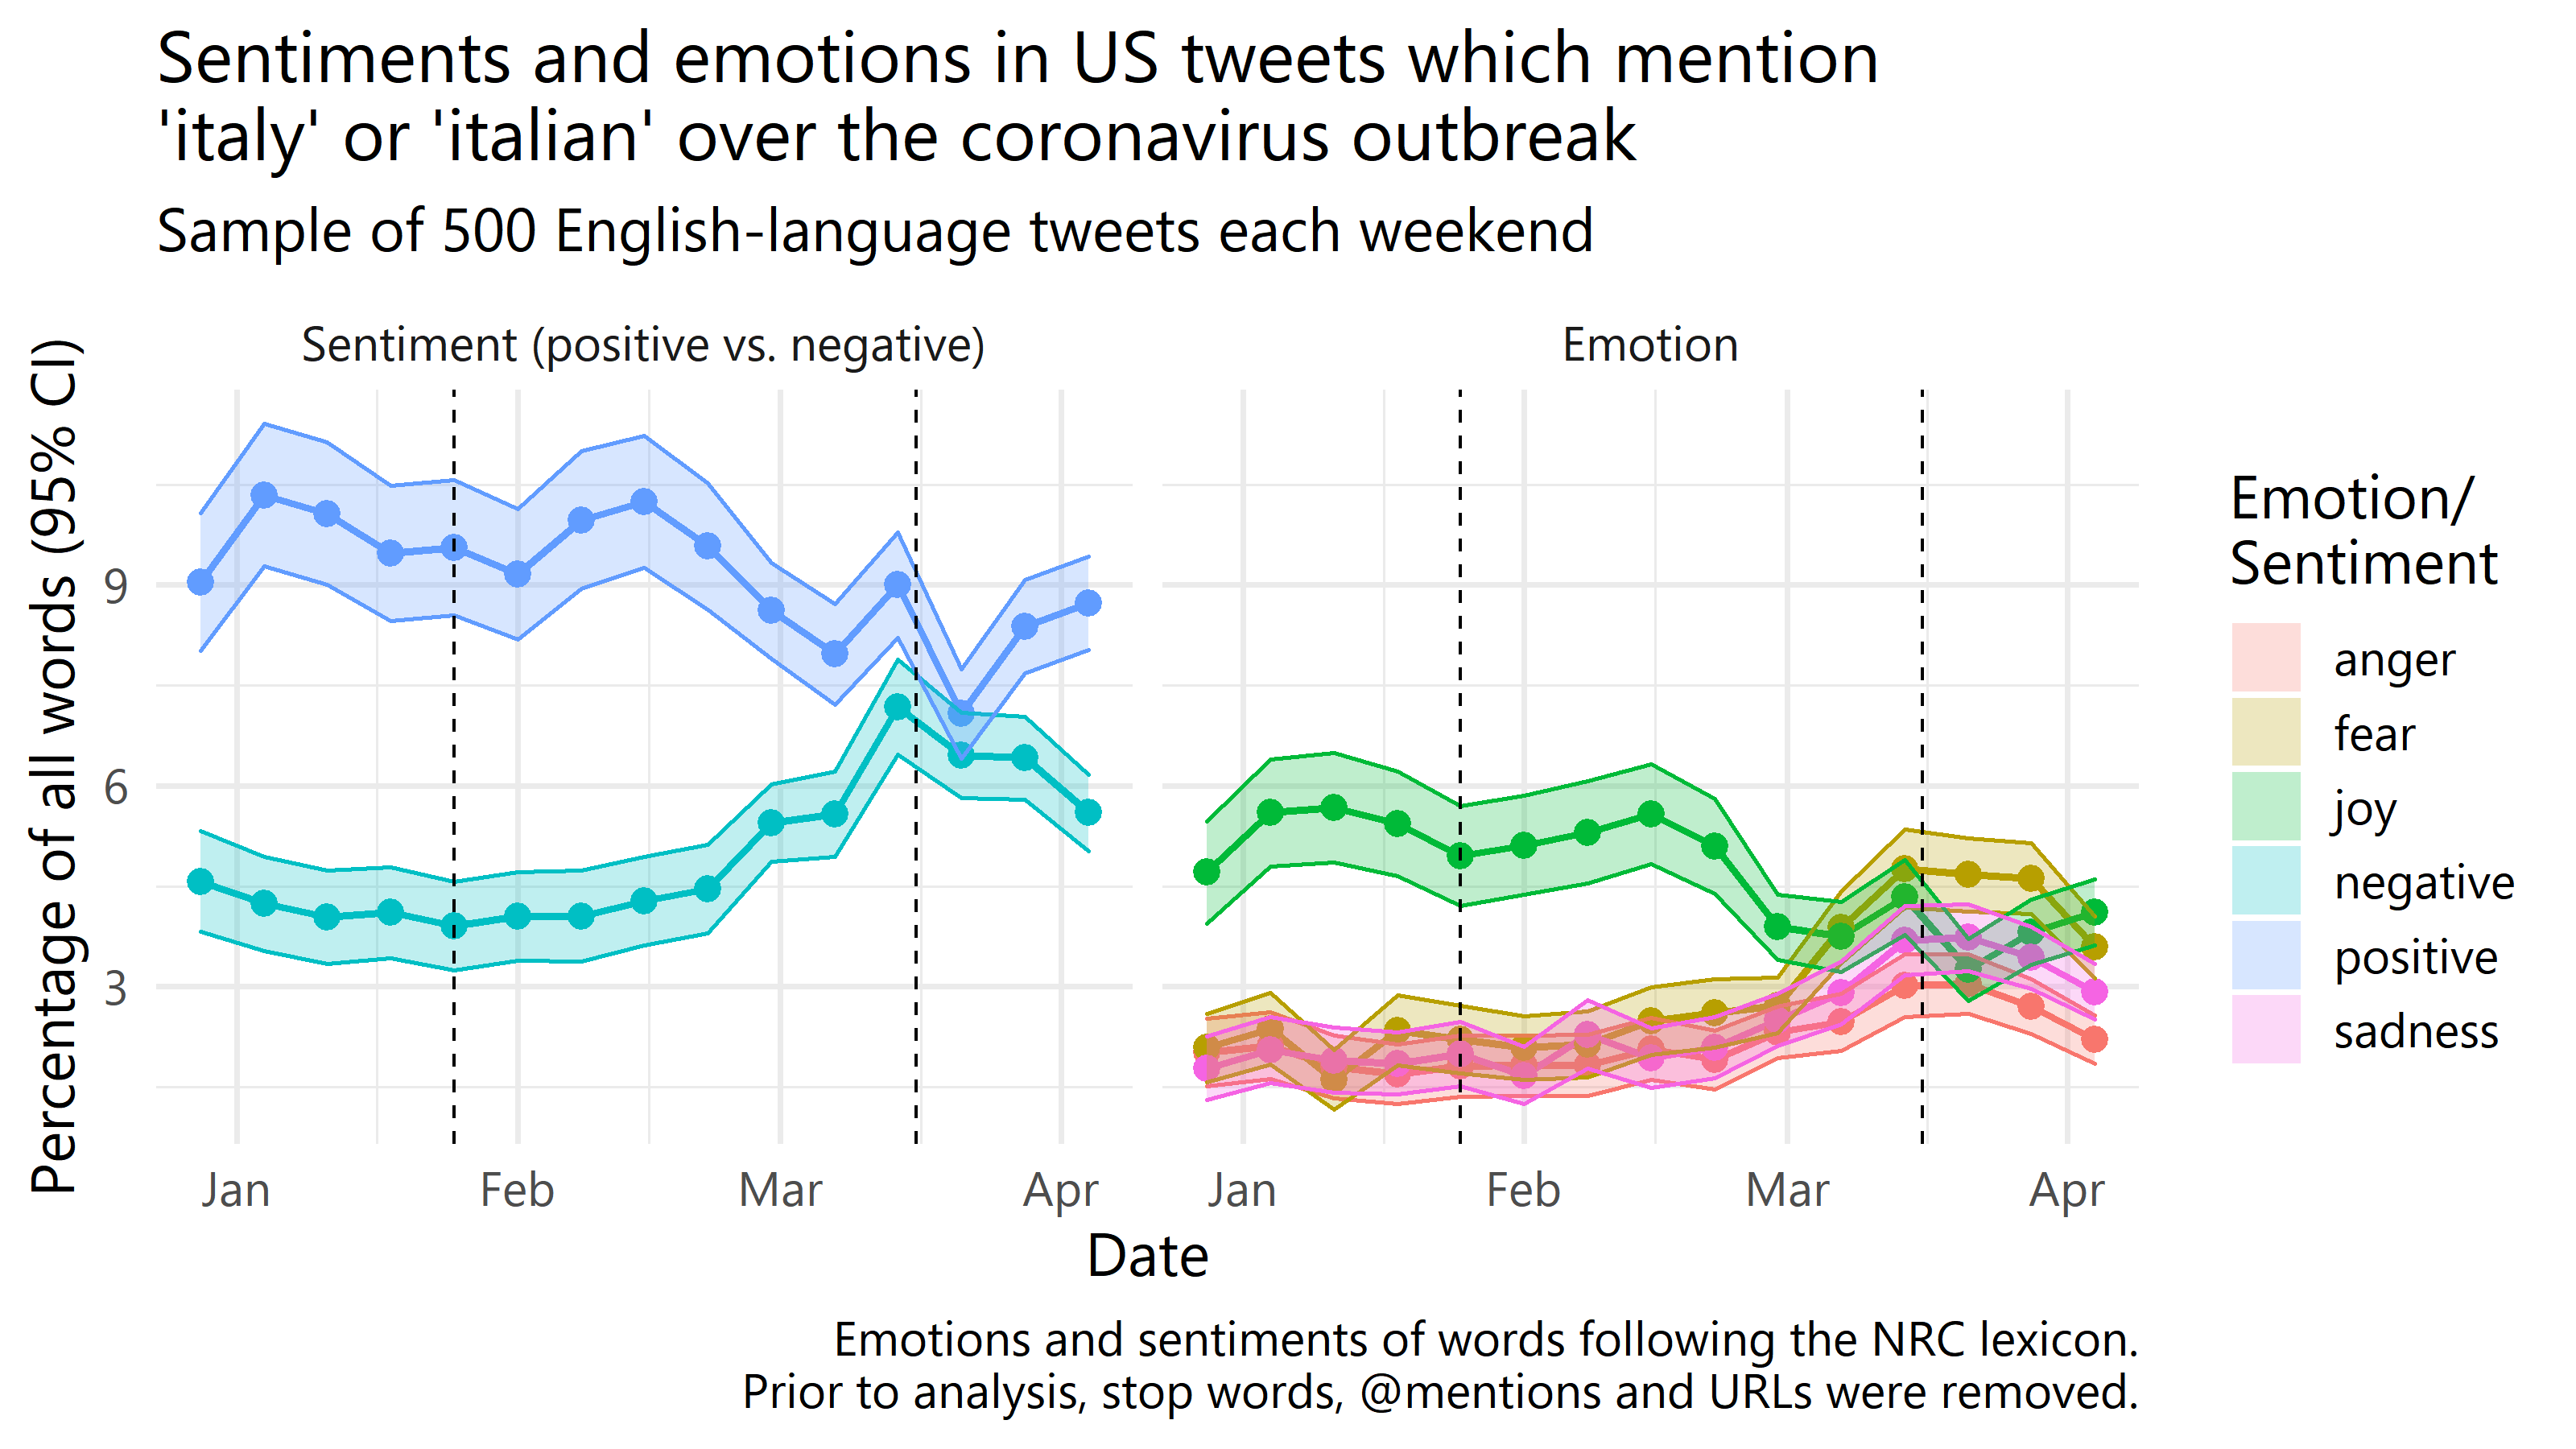 Sentiments and emotions in US tweets which mention
'italy' or 'italian' over the coronavirus outbreak
Sample of 500 English-language tweets each weekend
Sentiment (positive vs. negative)
Emotion
Percentage of all words (95% CI)
9
6
3
Jan
Feb
Mar
Apr
Jan
Feb
Mar
Apr
Date
Emotion/
Sentiment
anger
fear
joy
negative
positive
sadness
Emotions and sentiments of words following the NRC lexicon.
Prior to analysis, stop words, @mentions and URLs were removed.